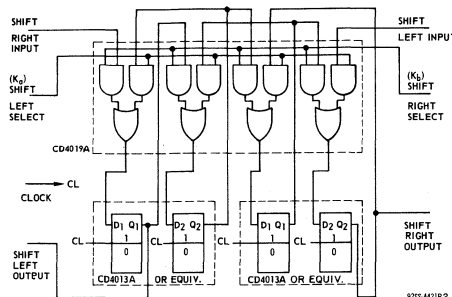 SHIFT
RIGHT
INPUT
SHIFT
LEFT INPUT
(Ka)
SHIFT
LEFT
SELECT
(Kb)
SHIFT
RIGHT
SELECT
CD4019A
CL
CLOCK
D1 Q1
1
0
D2 Q2
1
0
D1 Q1
1
0
D2 Q2
1
0
CL
CL
CL
CL
SHIFT
LEFT
OUTPUT
SHIFT
RIGHT
OUTPUT
CD4013A OR EQUIV.
CD4013A OR EQUIV.